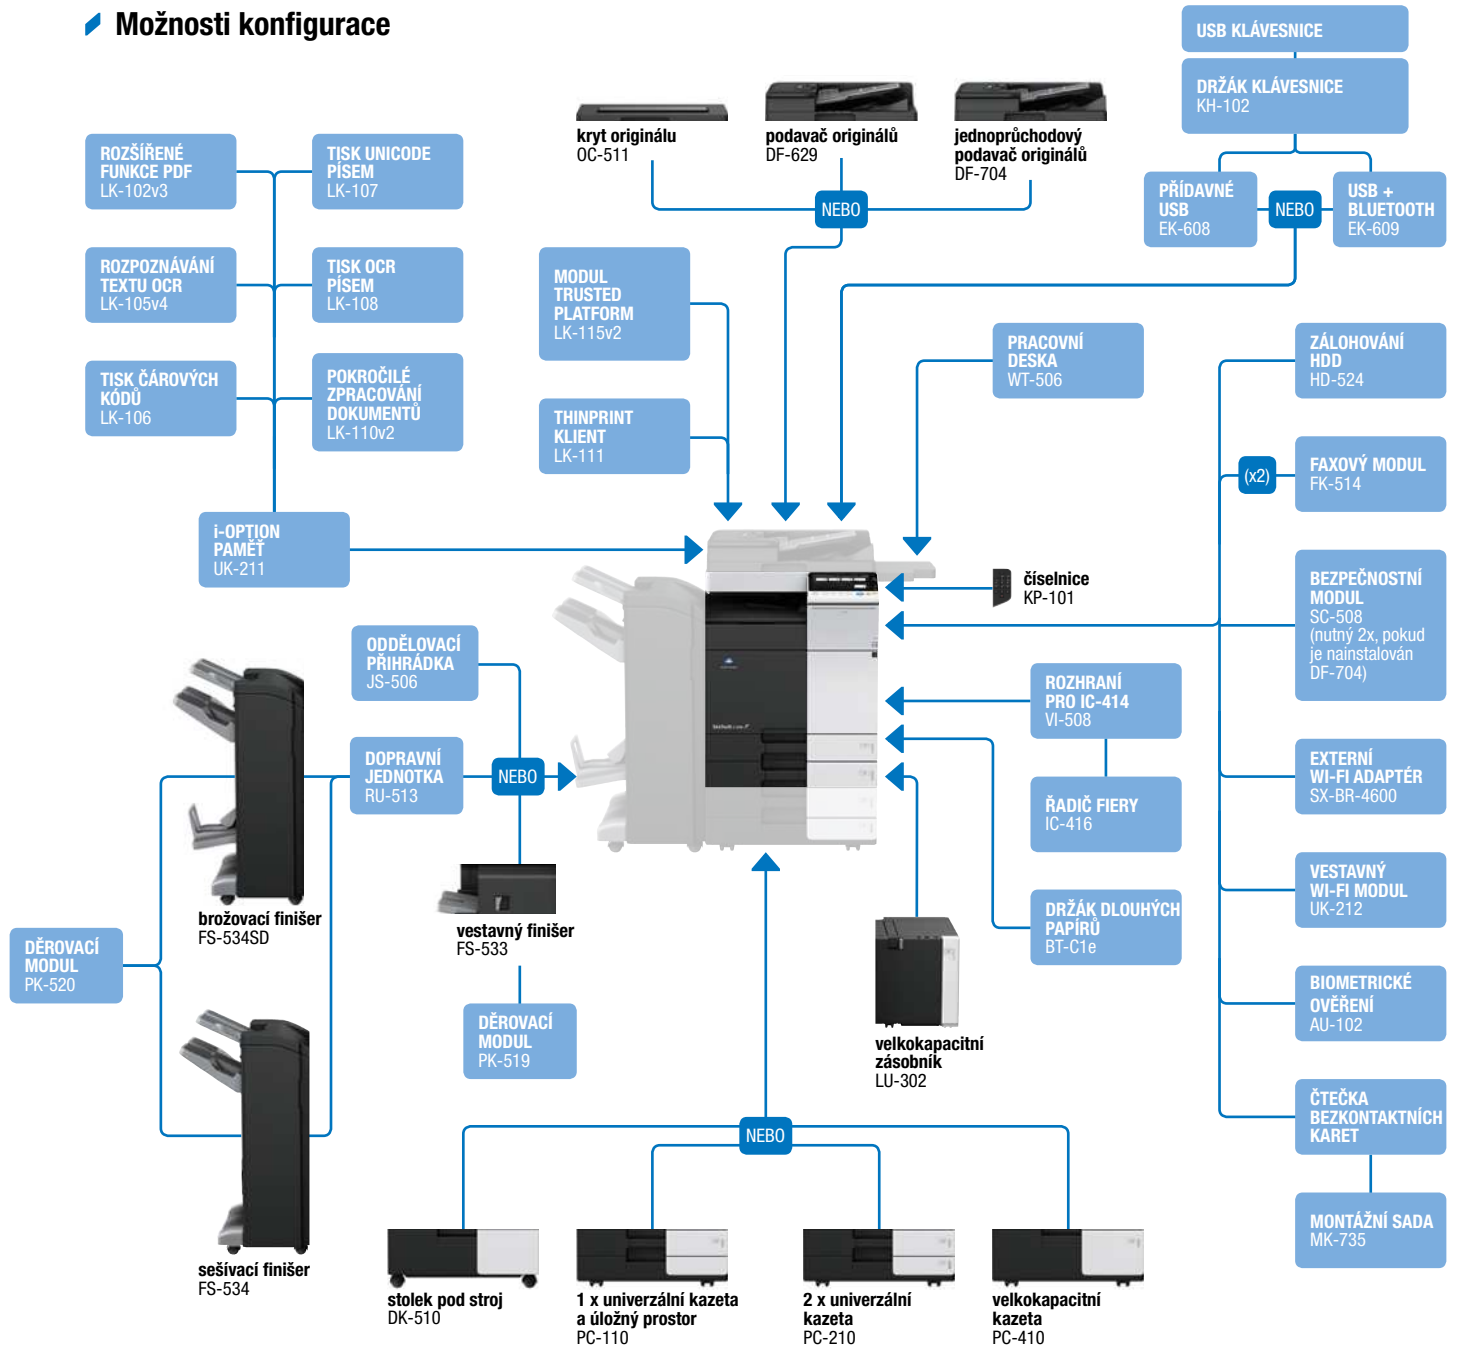 Možnosti konfigurace
USB KLÁVESNICE
DRŽÁK KLÁVESNICE
KH-102
kryt originálu
OC-511
podavač originálů
DF-629
jednoprůchodový
podavač originálů
DF-704
NEBO
PŘÍDAVNÉ
USB
EK-608
NEBO
USB +
BLUETOOTH
EK-609
ROZŠÍŘENÉ
FUNKCE PDF
LK-102v3
TISK UNICODE
PÍSEM
LK-107
ROZPOZNÁVÁNÍ
TEXTU OCR
LK-105v4
TISK OCR
PÍSEM
LK-108
TISK ČÁROVÝCH
KÓDŮ
LK-106
POKROČILÉ
ZPRACOVÁNÍ
DOKUMENTŮ
LK-110v2
i-OPTION
PAMĚŤ
UK-211
MODUL
TRUSTED
PLATFORM
LK-115v2
THINPRINT
KLIENT
LK-111
PRACOVNÍ
DESKA
WT-506
ZÁLOHOVÁNÍ
HDD
HD-524
(x2)
FAXOVÝ MODUL
FK-514
číselnice
KP-101
BEZPEČNOSTNÍ
MODUL
SC-508
(nutný 2x, pokud
je nainstalován
DF-704)
ODDĚLOVACÍ
PŘIHRÁDKA
JS-506
DOPRAVNÍ
JEDNOTKA
RU-513
NEBO
ROZHRANÍ
PRO IC-414
VI-508
ŘADIČ FIERY
IC-416
EXTERNÍ
WI-FI ADAPTÉR
SX-BR-4600
VESTAVNÝ
WI-FI MODUL
UK-212
DRŽÁK DLOUHÝCH
PAPÍRŮ
BT-C1e
brožovací finišer
FS-534SD
vestavný finišer
FS-533
DĚROVACÍ
MODUL
PK-520
DĚROVACÍ
MODUL
PK-519
velkokapacitní
zásobník
LU-302
BIOMETRICKÉ
OVĚŘENÍ
AU-102
ČTEČKA
BEZKONTAKTNÍCH
KARET
MONTÁŽNÍ SADA
MK-735
NEBO
sešívací finišer
FS-534
stolek pod stroj
DK-510
1 x univerzální kazeta
a úložný prostor
PC-110
2 x univerzální
kazeta
PC-210
velkokapacitní
kazeta
PC-410